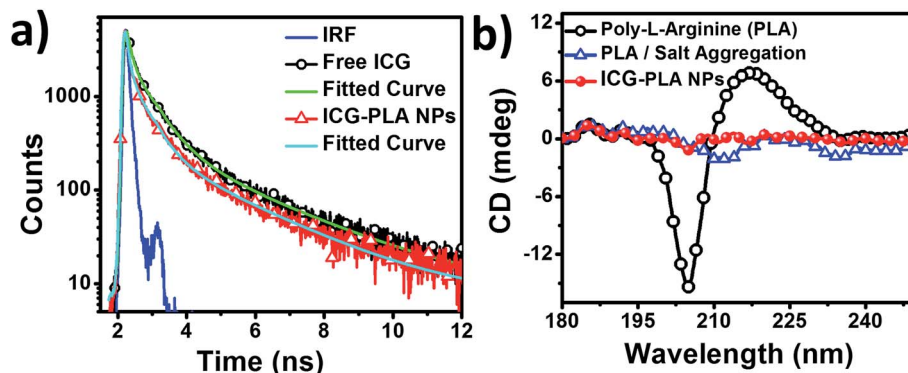 a)
IRF
Free ICG
Fitted Curve
ICG-PLA NPs
Fitted Curve
1000
100
10
Counts
2 4 6 8 10 12
Time (ns)
b)
Poly-L-Arginine (PLA)
PLA / Salt Aggregation
ICG-PLA NPs
12
6
0
-6
-12
CD (mdeg)
180 195 210 225 240
Wavelength (nm)